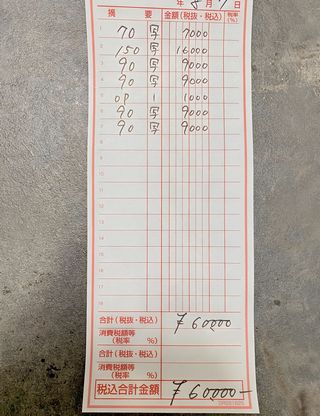 年 8月 7日
摘要 金額(税抜・税込) 税率(%)
1 70 写 7000
2 150 写 16000
3 90 写 9000
4 90 写 9000
5 OP 1 1000
6 90 写 9000
7 90 写 9000
8
9
10
11
12
13
14
15
16
17
18
合計(税抜・税込) ¥60000
消費税額等(税率 %)
合計(税抜・税込)
消費税額等(税率 %)
税込合計金額 ¥60000-